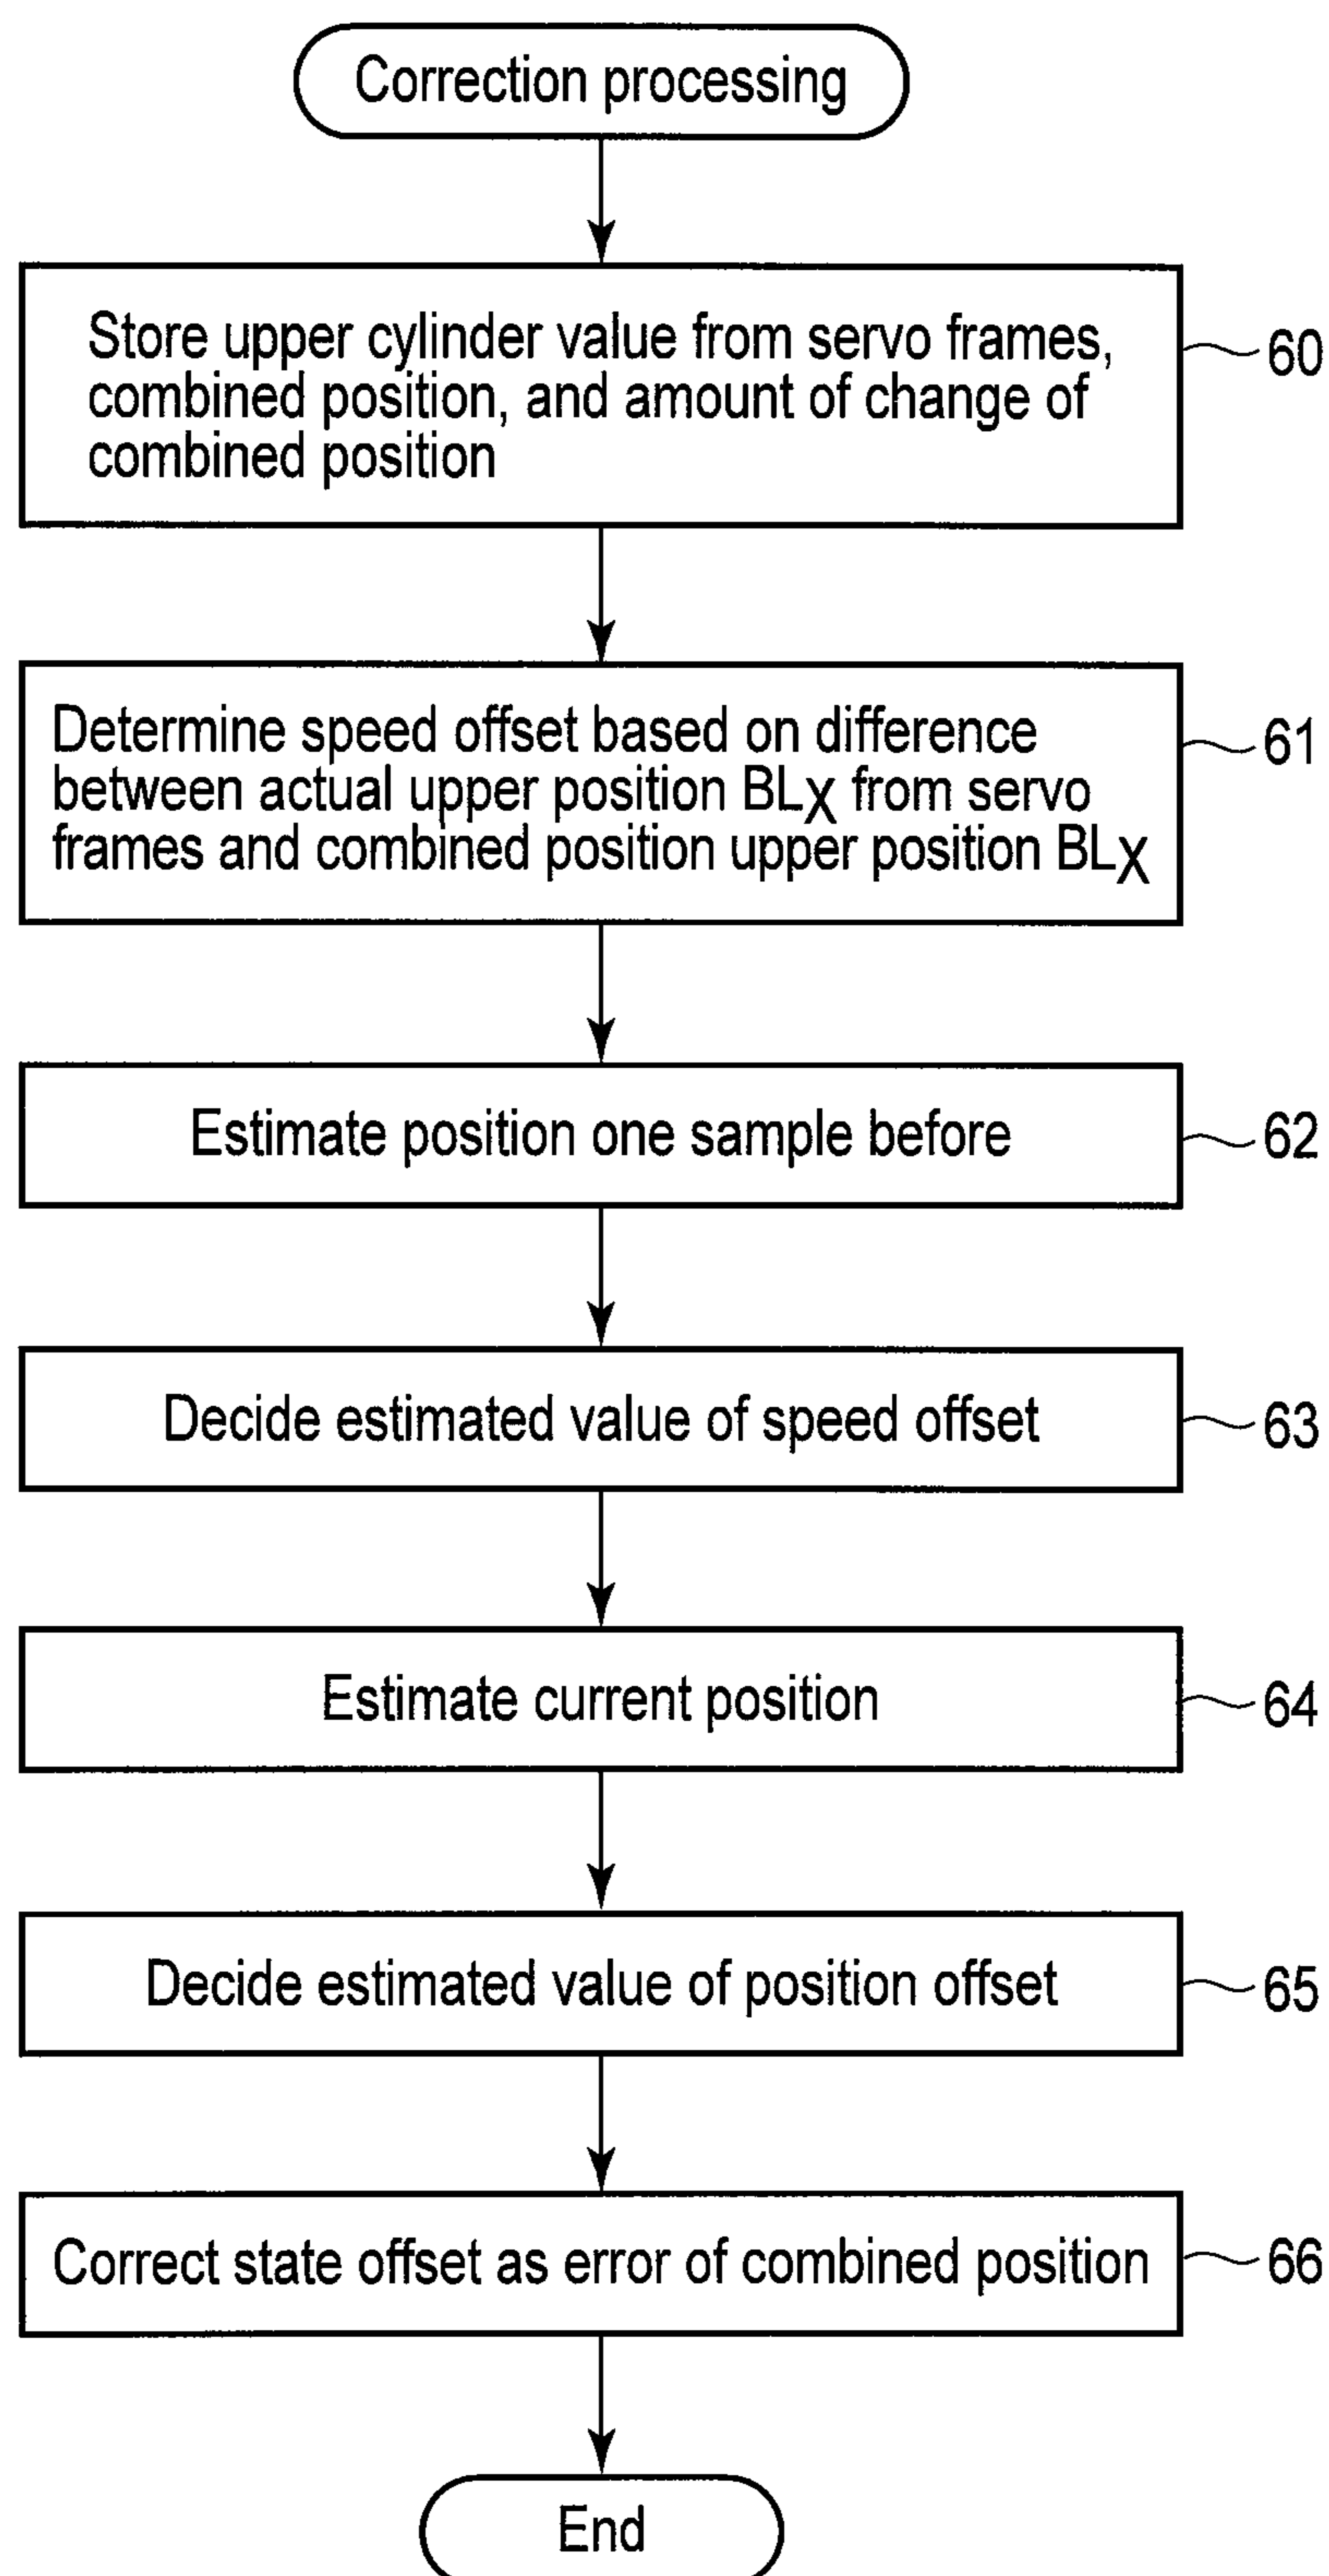 Correction processing
Store upper cylinder value from servo frames,
combined position, and amount of change of
combined position
60
Determine speed offset based on difference
between actual upper position BLX from servo
frames and combined position upper position BLX
61
Estimate position one sample before
62
Decide estimated value of speed offset
63
Estimate current position
64
Decide estimated value of position offset
65
Correct state offset as error of combined position
66
End